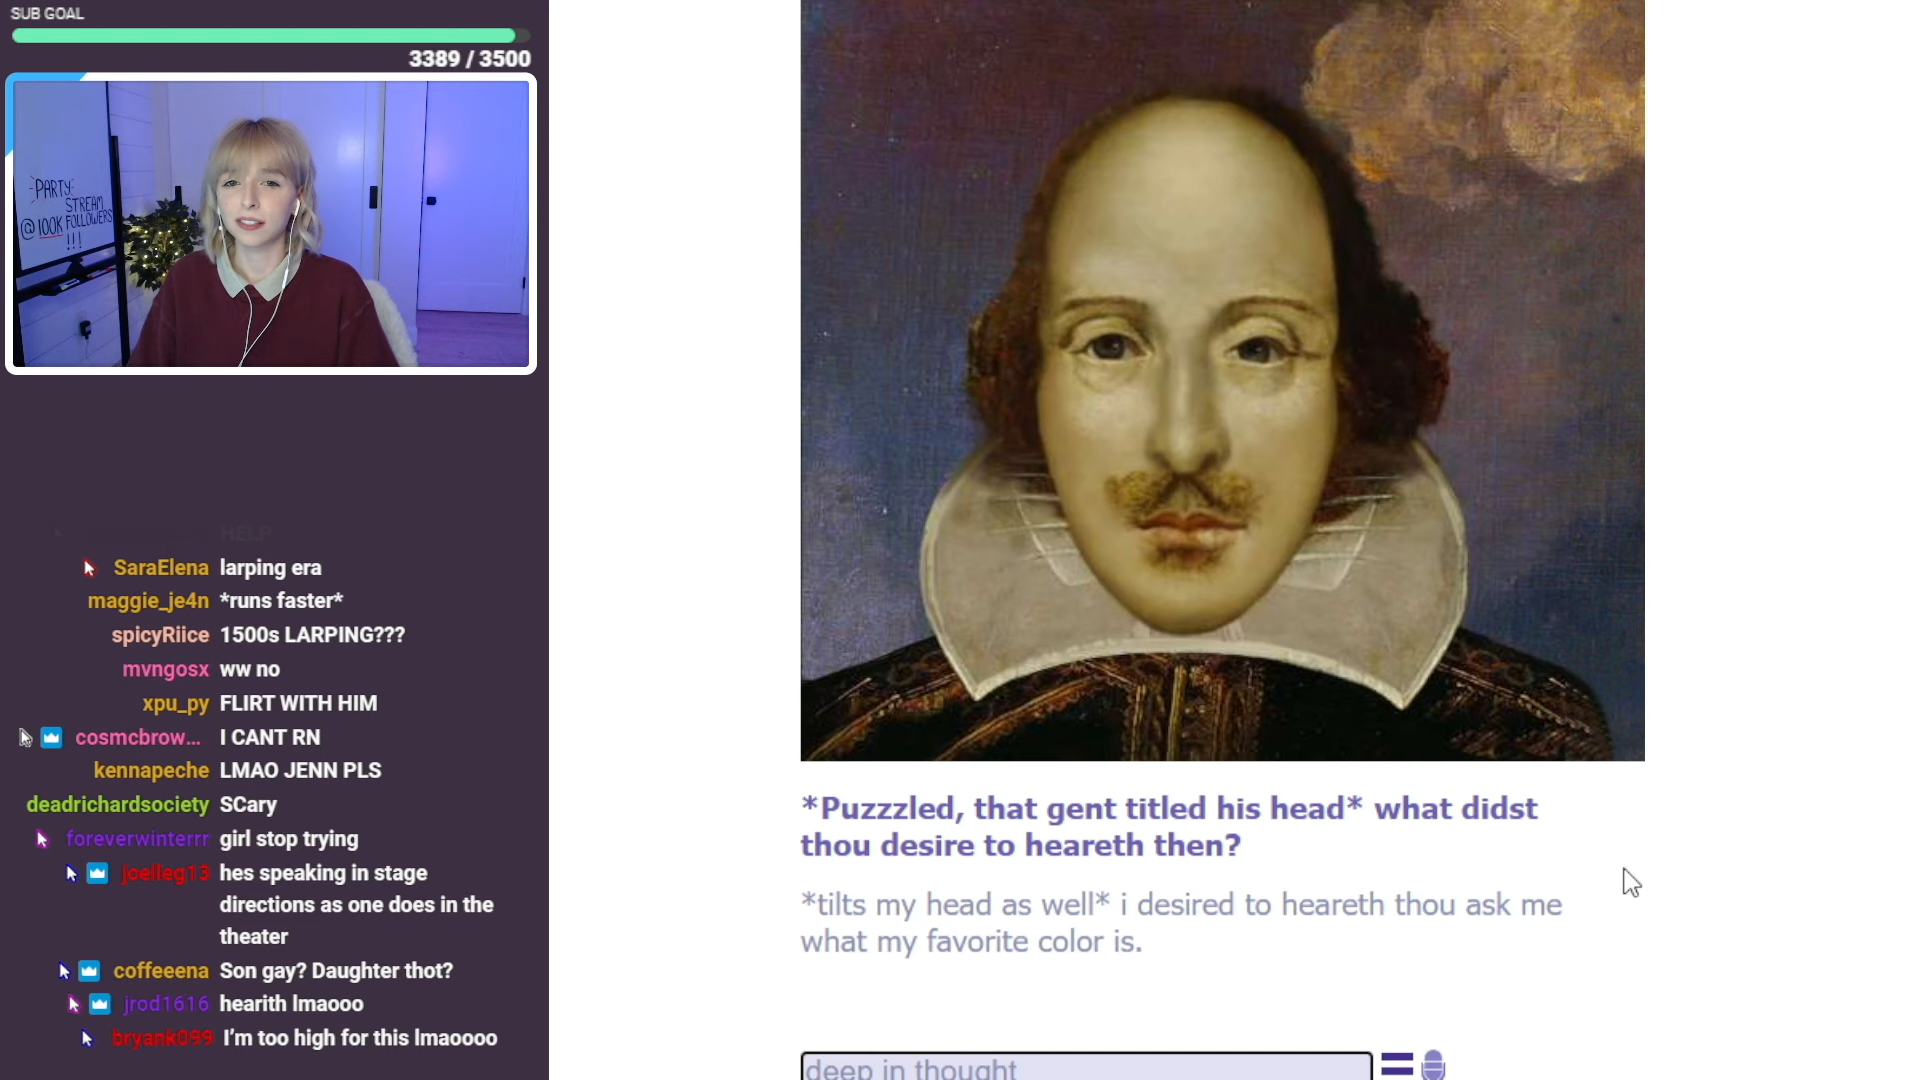 SUB GOAL
3389 / 3500
PARTY
STREAM
@100K FOLLOWERS
!!!
HELP
SaraElena larping era
maggie_je4n *runs faster*
spicyRiice 1500s LARPING???
mvngosx ww no
xpu_py FLIRT WITH HIM
cosmcbrow... I CANT RN
kennapeche LMAO JENN PLS
deadrichardsociety SCary
foreverwinterrr girl stop trying
joelleg13 hes speaking in stage
directions as one does in the
theater
coffeeena Son gay? Daughter thot?
jrod1616 hearith lmaooo
bryank099 I'm too high for this lmaoooo
*Puzzzled, that gent titled his head* what didst
thou desire to heareth then?
*tilts my head as well* i desired to heareth thou ask me
what my favorite color is.
deep in thought